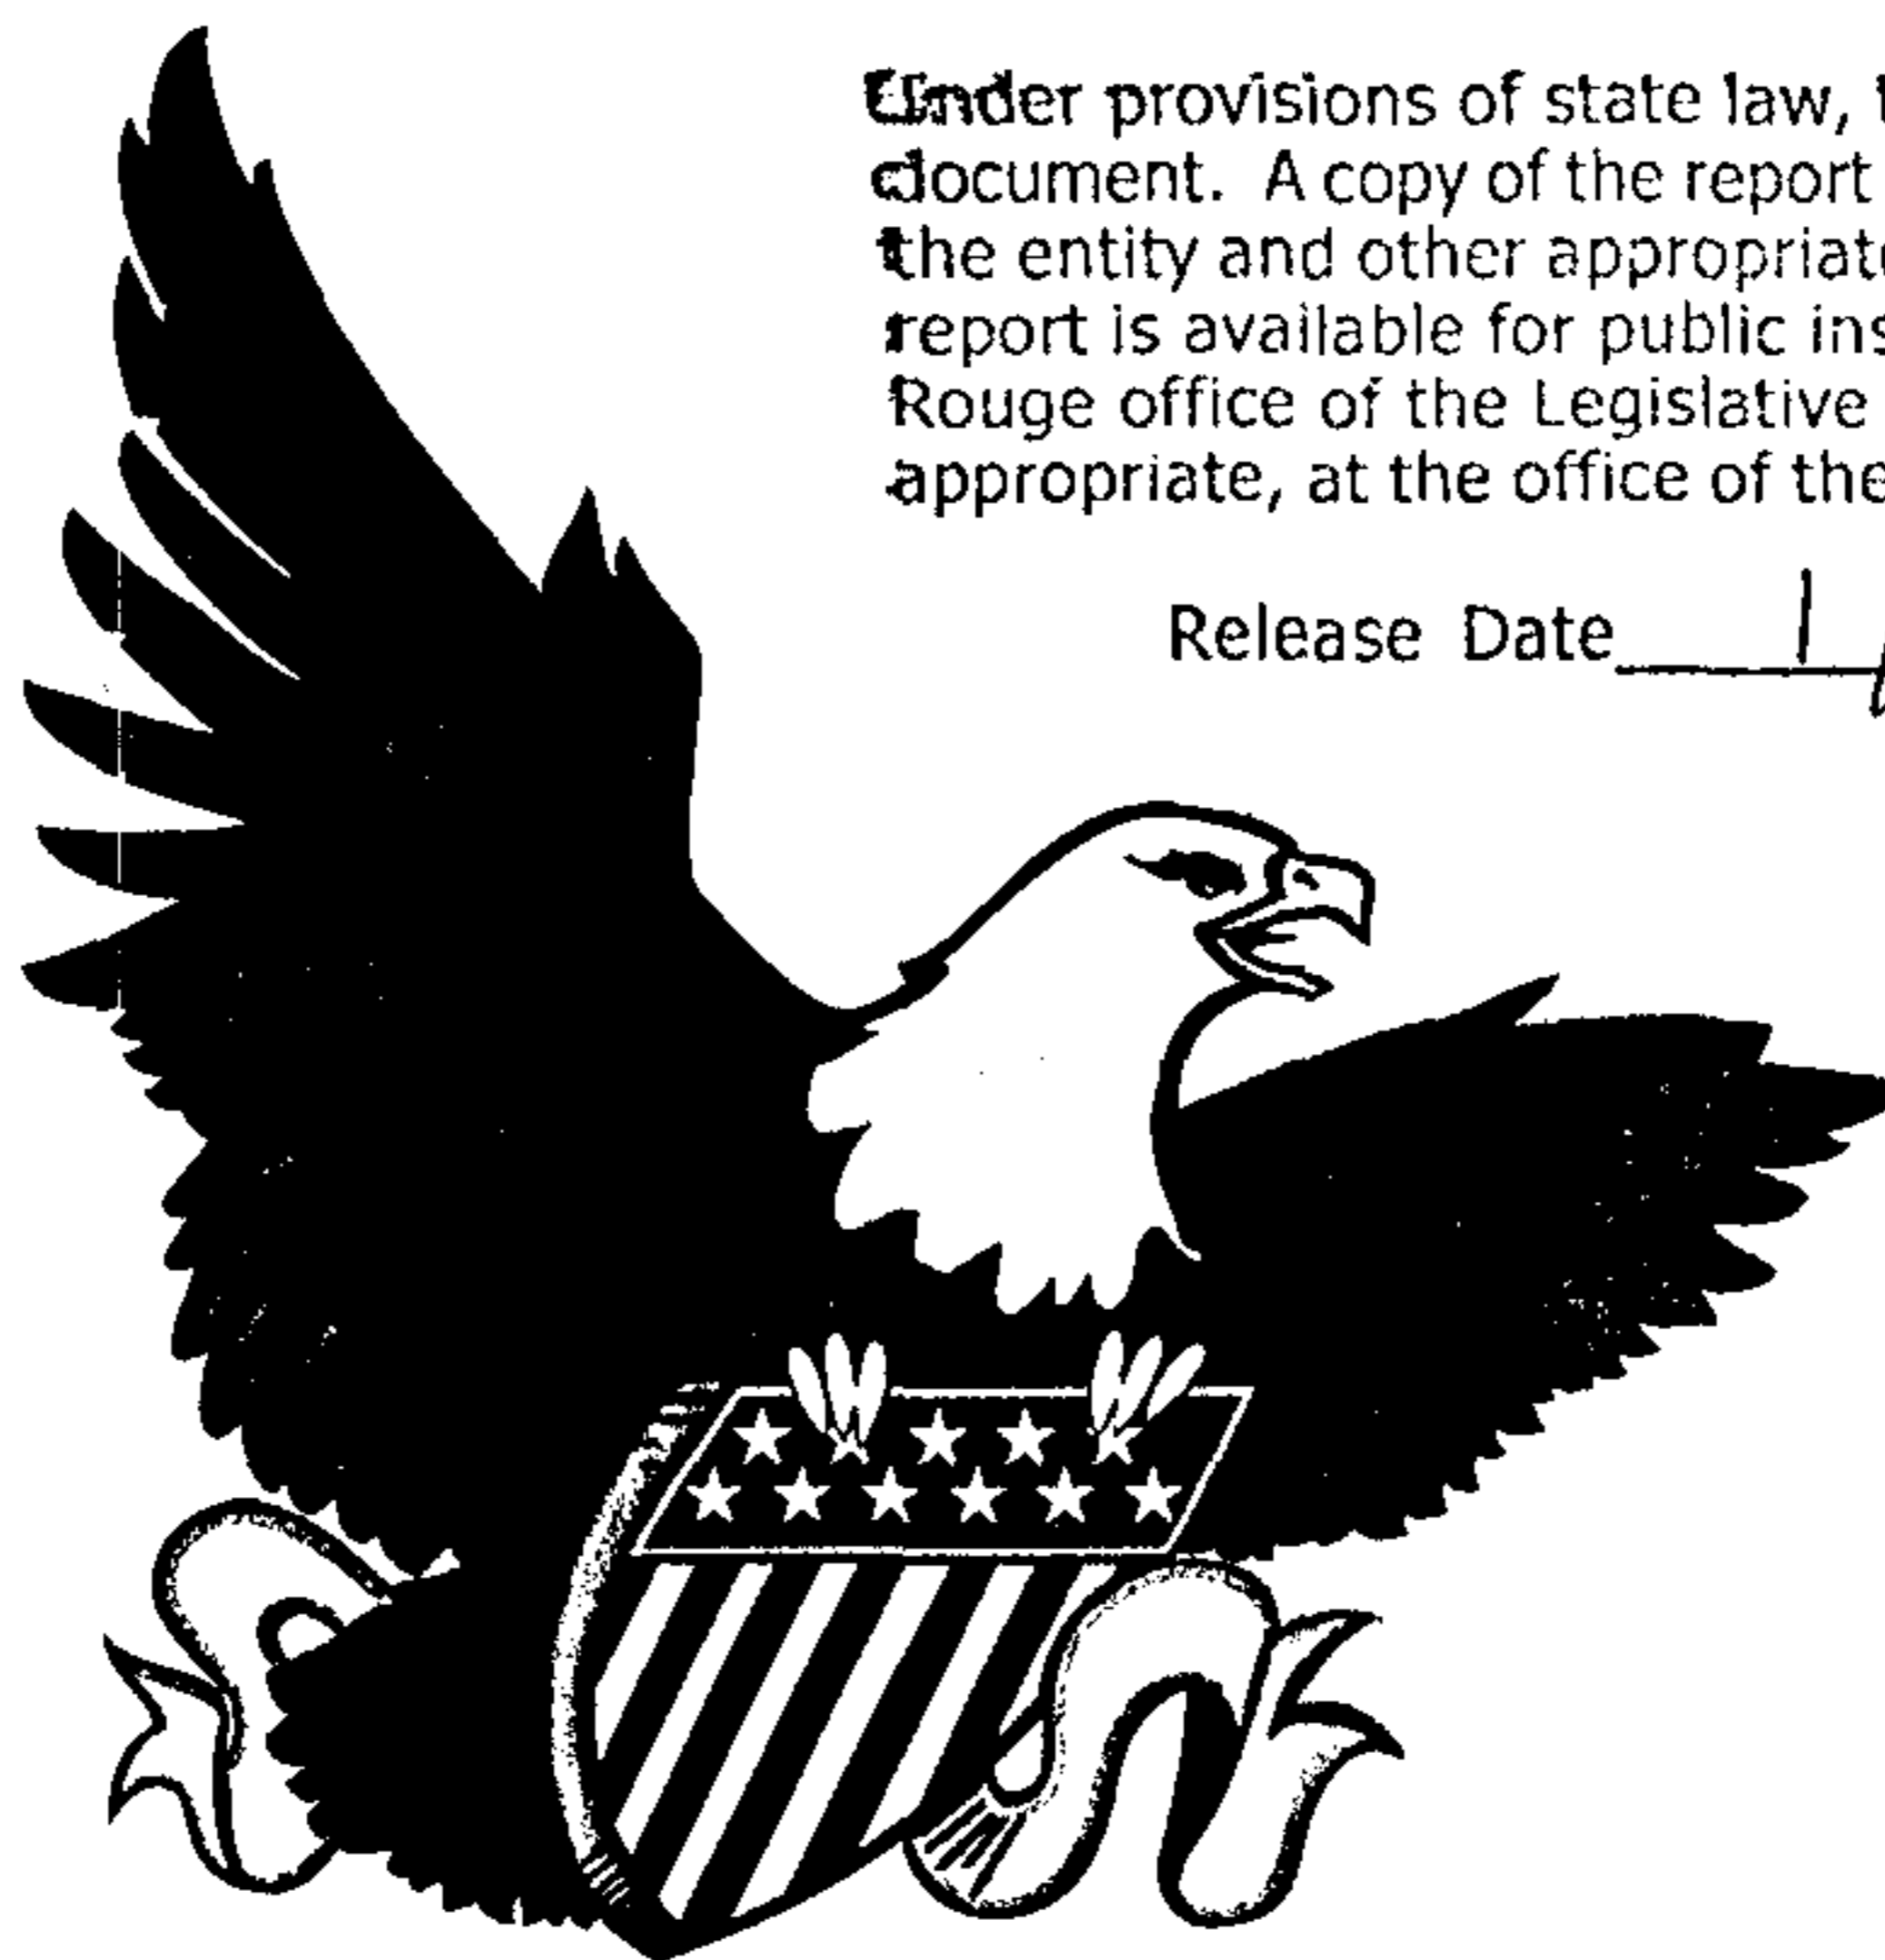 Under provisions of state law,
document. A copy of the report
the entity and other appropriate
report is available for public ins
Rouge office of the Legislative
appropriate, at the office of the
Release Date